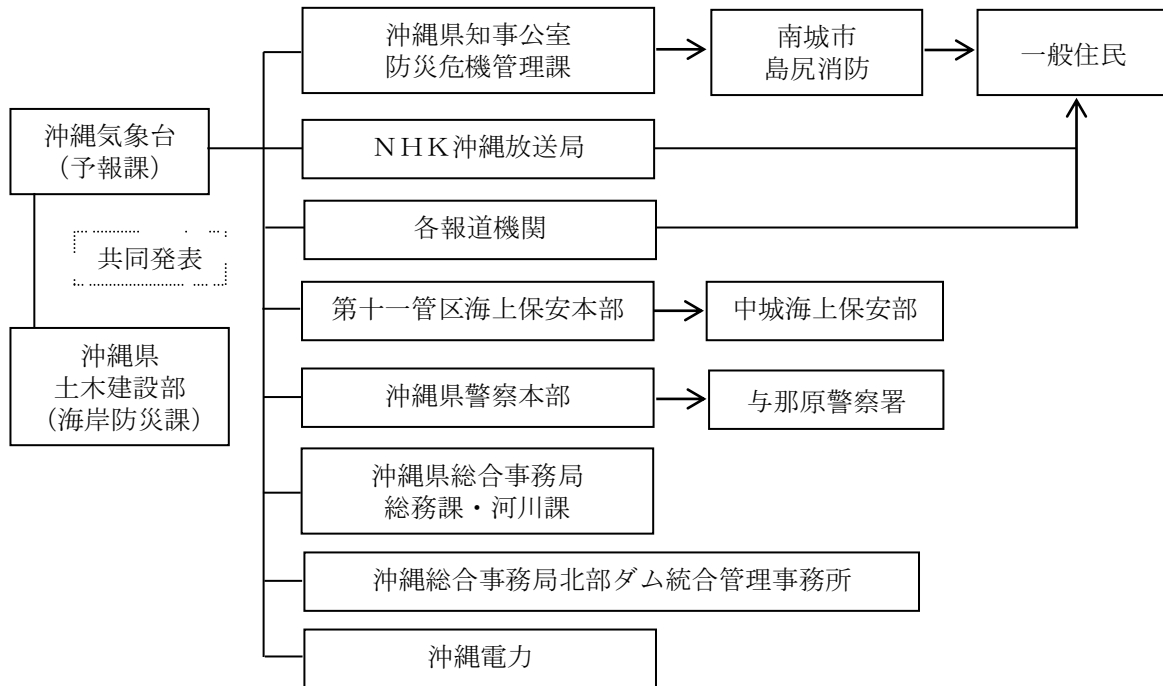 沖縄県知事公室
防災危機管理課
南城市
島尻消防
一般住民
沖縄気象台
（予報課）
ＮＨＫ沖縄放送局
各報道機関
共同発表
第十一管区海上保安本部
中城海上保安部
沖縄県
土木建設部
（海岸防災課）
沖縄県警察本部
与那原警察署
沖縄県総合事務局
総務課・河川課
沖縄総合事務局北部ダム統合管理事務所
沖縄電力